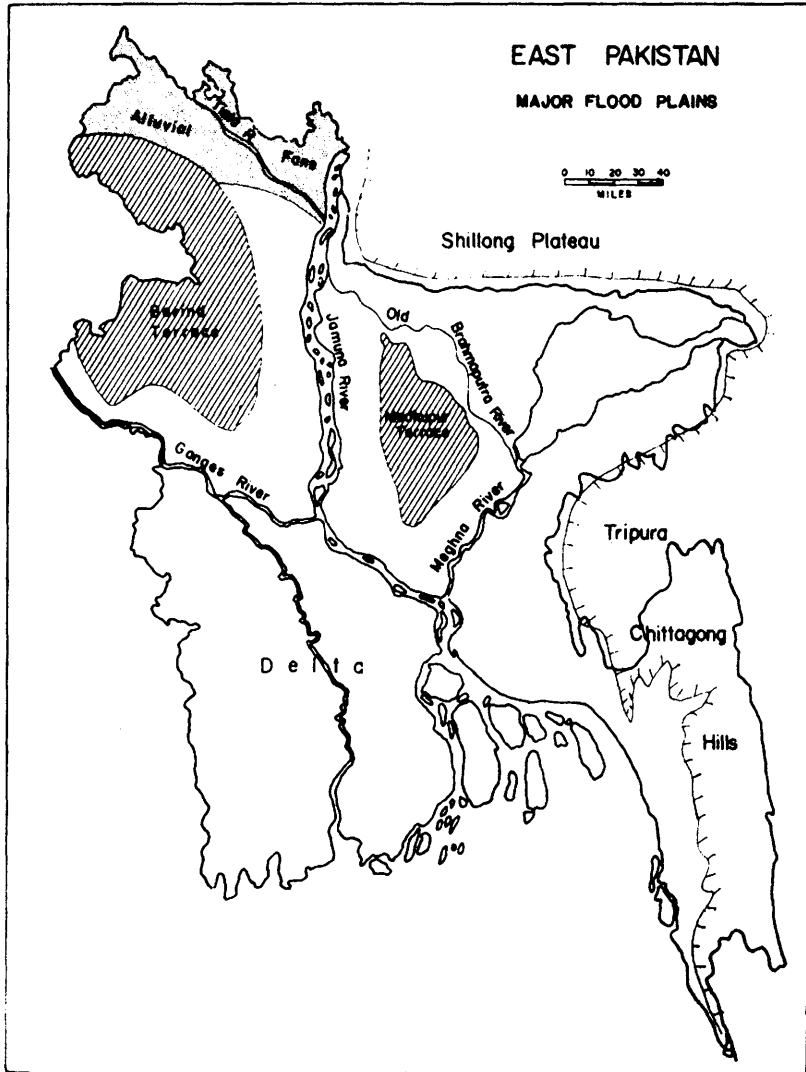 EAST PAKISTAN
MAJOR FLOOD PLAINS
0 10 20 30 40
MILES
Alluvial
Fans
Shillong Plateau
Barind
Terrace
Jamuna River
Old
Brahmaputra River
Madhupur
Terrace
Ganges River
Meghna River
Tripura
Chittagong
Delta
Hills